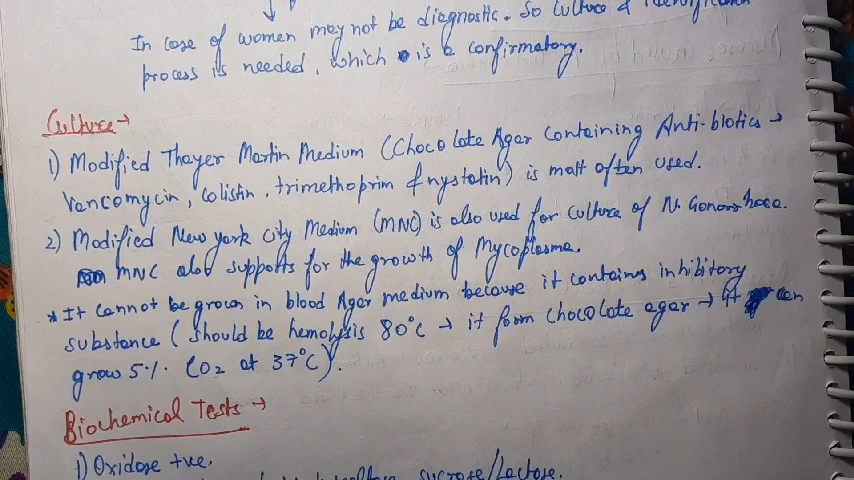 In case of women may not be diagnostic. So Culture & identification
process is needed, which is a confirmatory.
Culture →
1) Modified Thayer Martin Medium (Chocolate Agar Containing Anti-biotics →
Vancomycin, Colistin, trimethoprim & nystatin) is most often used.
2) Modified New york City Medium (MNC) is also used for culture of N. Gonorrhoea.
MNC also supports for the growth of Mycoplasma.
* It cannot be grown in blood Agar medium because it contains inhibitory
substance (should be hemolysis 80°c → it form chocolate agar → it can
grow 5%. CO2 at 37°C).
Biochemical Tests →
1) Oxidase +ve.
sucrose/Lactose.